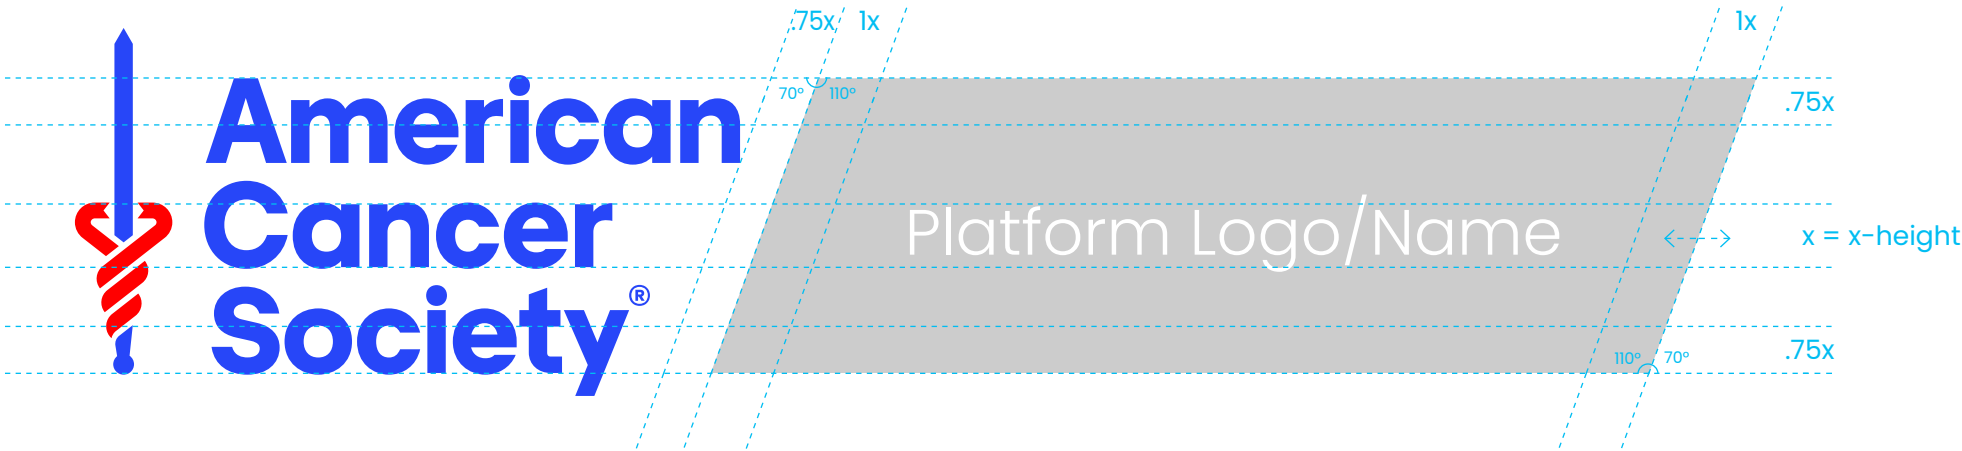 .75x 1x 1x
70° 110°
.75x
American
Cancer
Society®
Platform Logo/Name
x = x-height
110° 70°
.75x